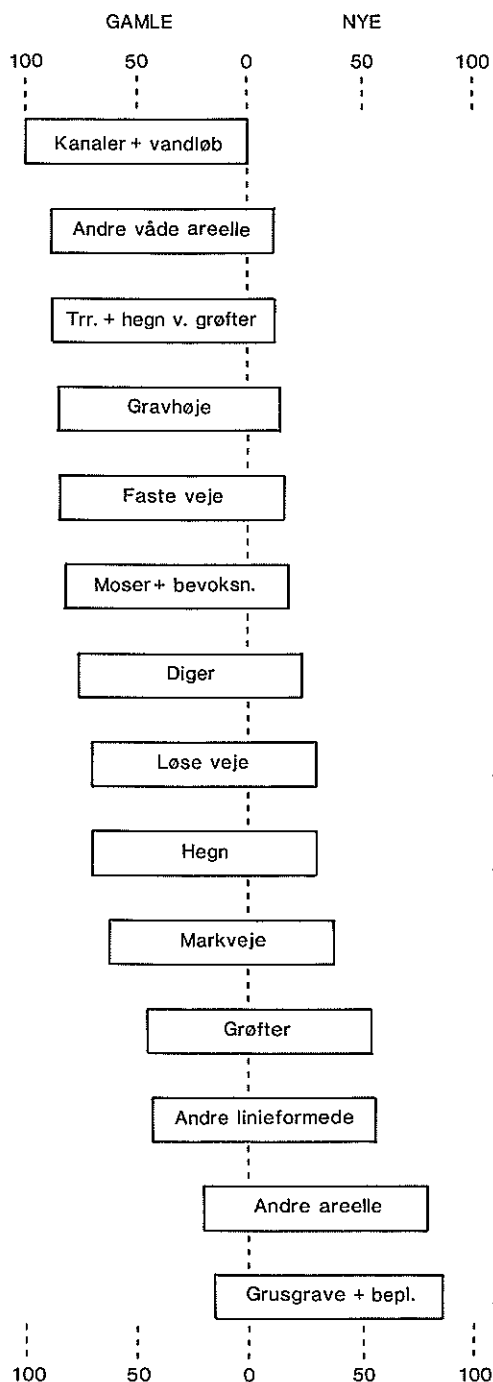 GAMLE NYE
100 50 0 50 100
Kanaler + vandløb
Andre våde areelle
Trr. + hegn v. grøfter
Gravhøje
Faste veje
Moser + bevoksn.
Diger
Løse veje
Hegn
Markveje
Grøfter
Andre linieformede
Andre areelle
Grusgrave + bepl.
100 50 0 50 100